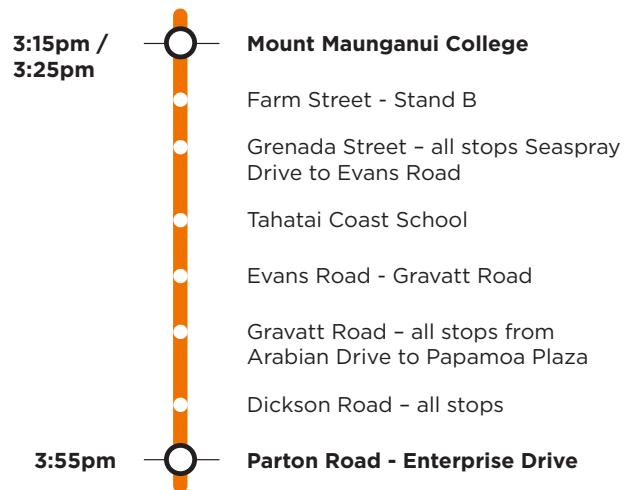 3:15pm / 
3:25pm
Mount Maunganui College
Farm Street - Stand B
Grenada Street – all stops Seaspray
Drive to Evans Road
Tahatai Coast School
Evans Road - Gravatt Road
Gravatt Road – all stops from
Arabian Drive to Papamoa Plaza
Dickson Road – all stops
3:55pm
Parton Road - Enterprise Drive